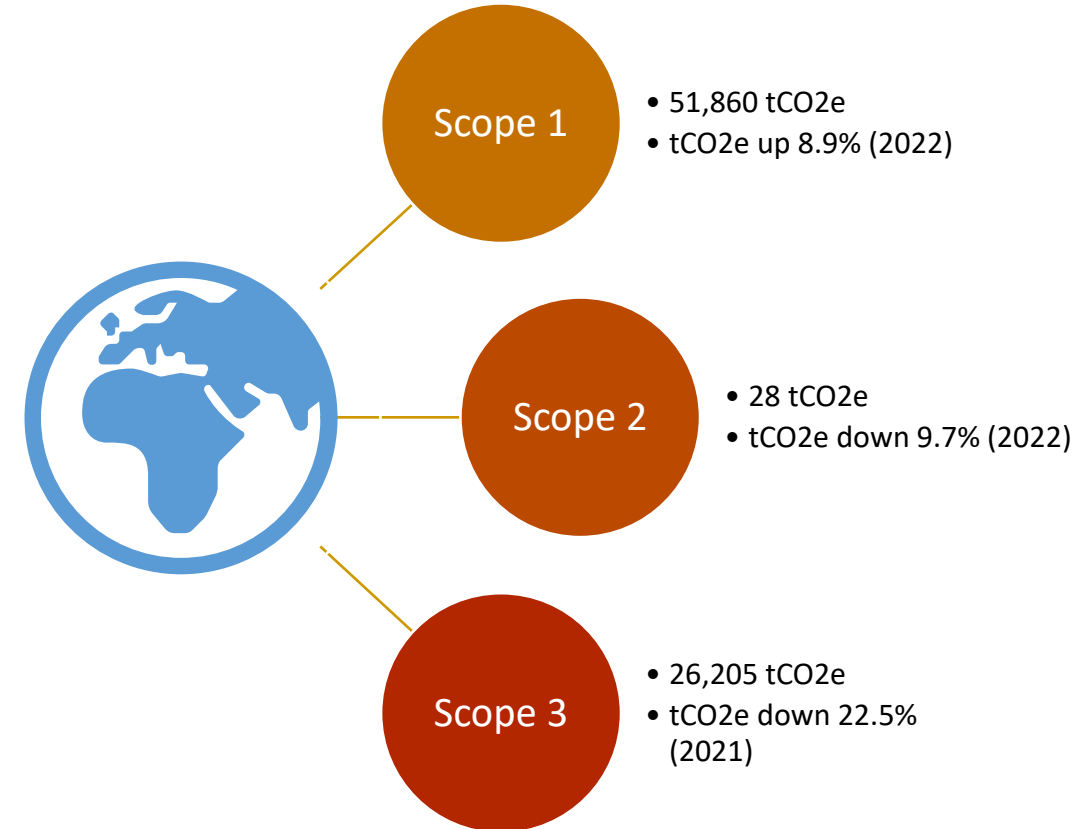 Scope 1
• 51,860 tCO2e
• tCO2e up 8.9% (2022)
Scope 2
• 28 tCO2e
• tCO2e down 9.7% (2022)
Scope 3
• 26,205 tCO2e
• tCO2e down 22.5%
(2021)